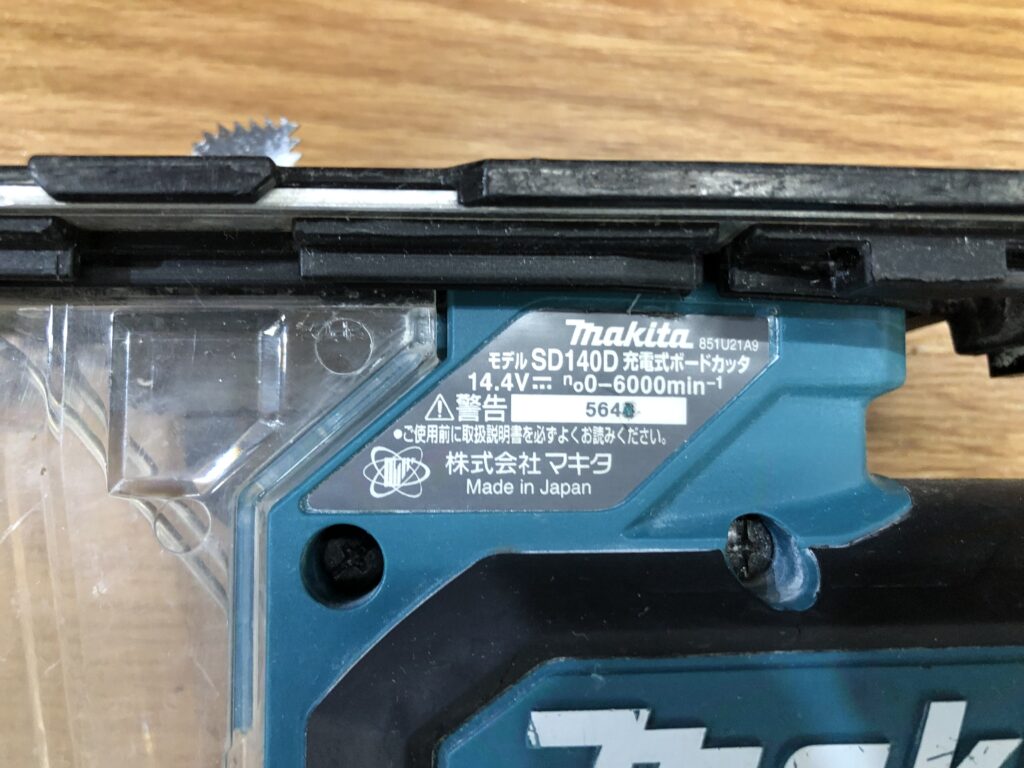 makita 851U21A9
モデル SD140D 充電式ボードカッタ
14.4V⎓ n₀0-6000min⁻¹
⚠警告
●ご使用前に取扱説明書を必ずよくお読みください。
株式会社マキタ
Made in Japan